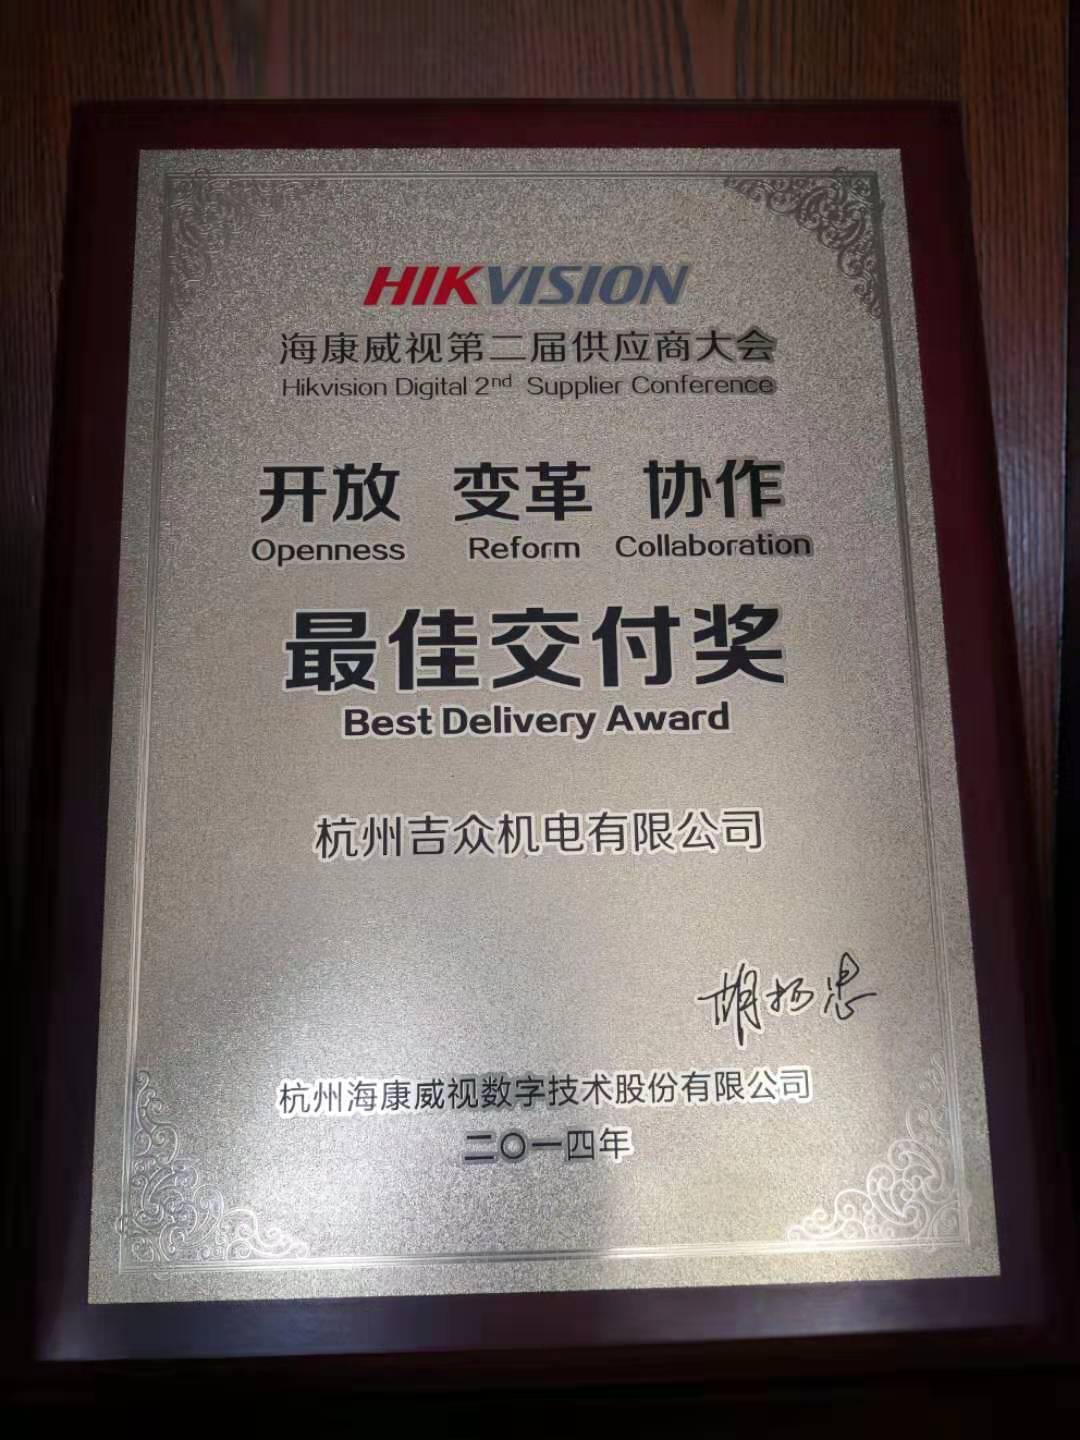 HIKVISION
海康威视第二届供应商大会
Hikvision Digital 2nd Supplier Conference
开放 变革 协作
Openness Reform Collaboration
最佳交付奖
Best Delivery Award
杭州吉众机电有限公司
胡扬忠
杭州海康威视数字技术股份有限公司
二〇一四年